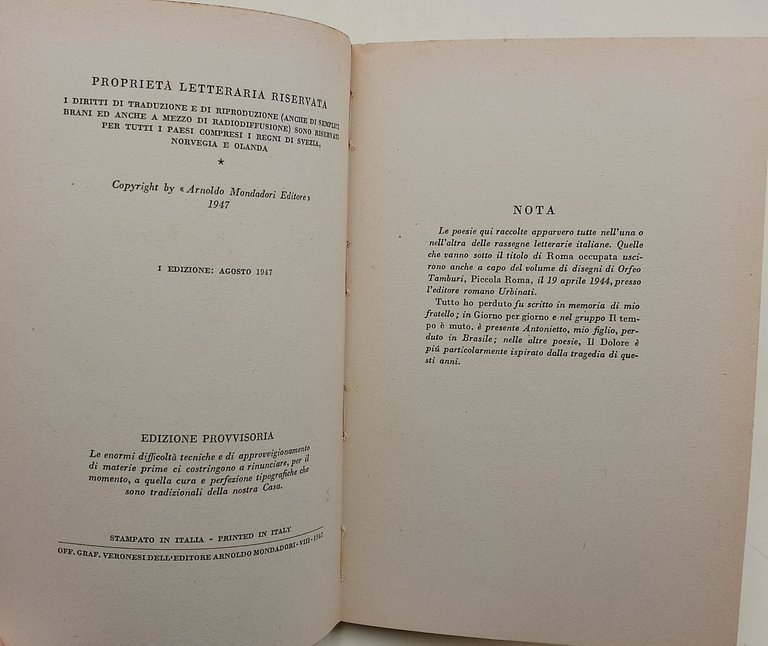 PROPRIETÀ LETTERARIA RISERVATA
I DIRITTI DI TRADUZIONE E DI RIPRODUZIONE (ANCHE DI SEMPLICI
BRANI ED ANCHE A MEZZO DI RADIODIFFUSIONE) SONO RISERVATI
PER TUTTI I PAESI COMPRESI I REGNI DI SVEZIA,
NORVEGIA E OLANDA
*
Copyright by « Arnoldo Mondadori Editore»
1947
I EDIZIONE: AGOSTO 1947
EDIZIONE PROVVISORIA
Le enormi difficoltà tecniche e di approvvigionamento
di materie prime ci costringono a rinunciare, per il
momento, a quella cura e perfezione tipografiche che
sono tradizionali della nostra Casa.
STAMPATO IN ITALIA - PRINTED IN ITALY
OFF. GRAF. VERONESI DELL'EDITORE ARNOLDO MONDADORI - VIII - 1947
NOTA
Le poesie qui raccolte apparvero tutte nell'una o
nell'altra delle rassegne letterarie italiane. Quelle
che vanno sotto il titolo di Roma occupata usci-
rono anche a capo del volume di disegni di Orfeo
Tamburi, Piccola Roma, il 19 aprile 1944, presso
l'editore romano Urbinati.
Tutto ho perduto fu scritto in memoria di mio
fratello; in Giorno per giorno e nel gruppo Il tem-
po è muto, è presente Antonietto, mio figlio, per-
duto in Brasile; nelle altre poesie, Il Dolore è
piú particolarmente ispirato dalla tragedia di que-
sti anni.